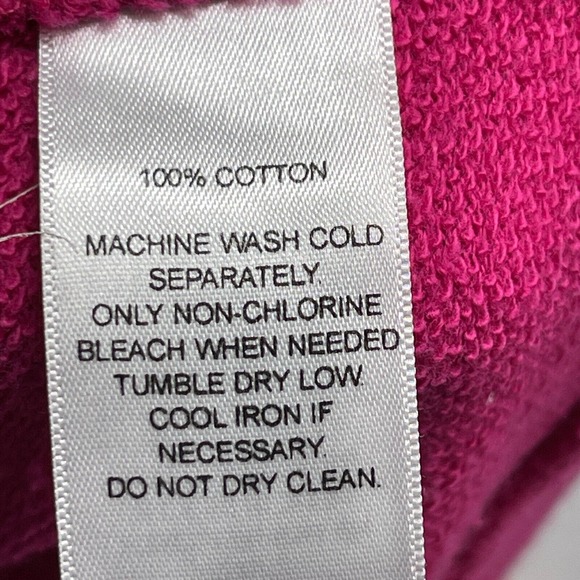 100% COTTON
MACHINE WASH COLD
SEPARATELY
ONLY NON-CHLORINE
BLEACH WHEN NEEDED
TUMBLE DRY LOW
COOL IRON IF
NECESSARY.
DO NOT DRY CLEAN.